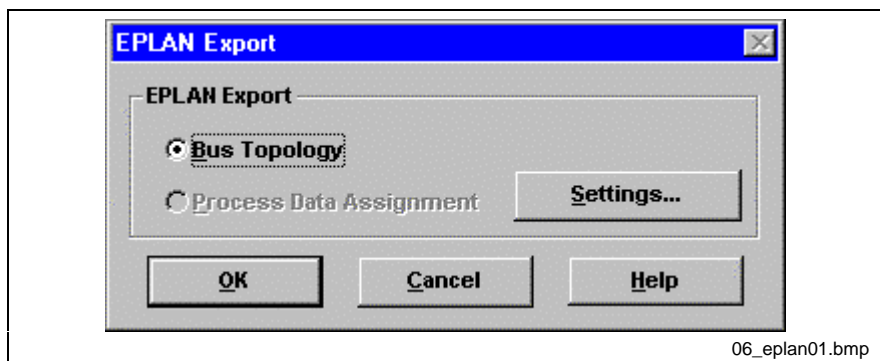 EPLAN Export
EPLAN Export
Bus Topology
Process Data Assignment
Settings...
OK
Cancel
Help
06_eplan01.bmp